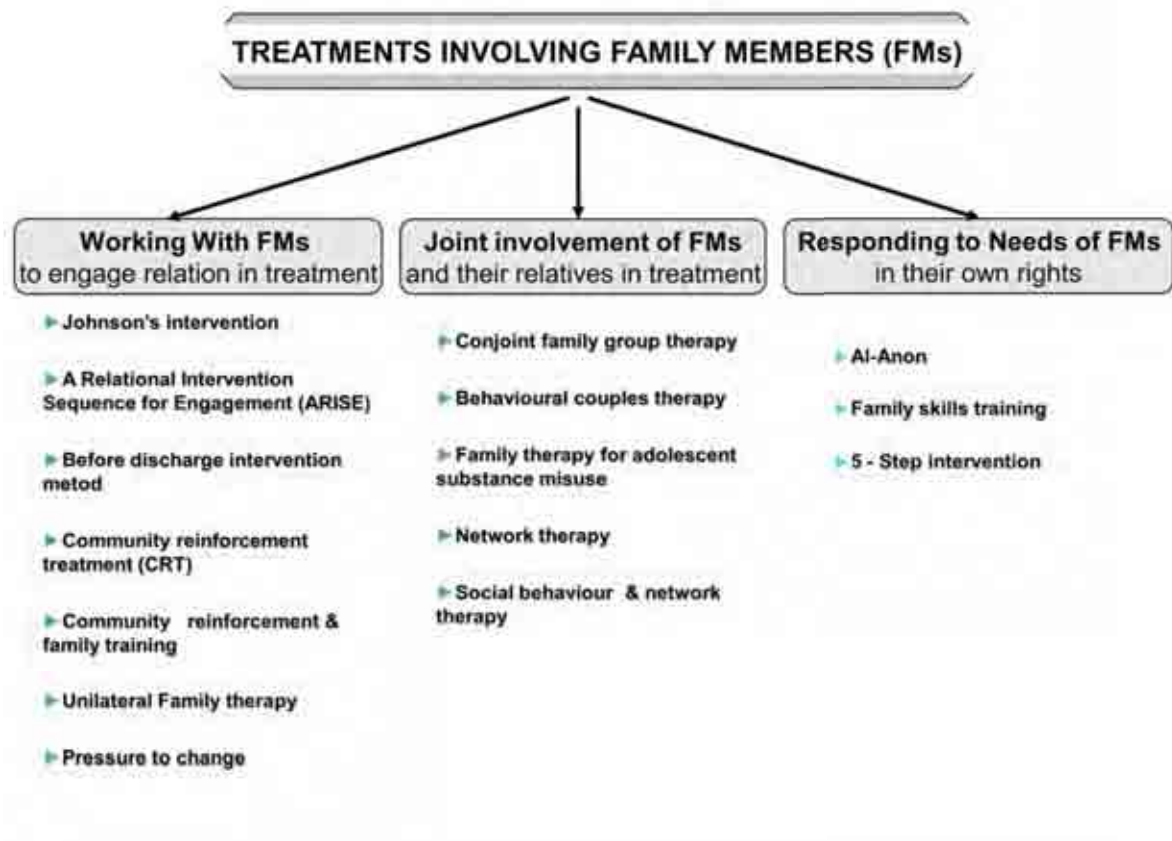 TREATMENTS INVOLVING FAMILY MEMBERS (FMs)
Working With FMs
to engage relation in treatment
Johnson's intervention
A Relational Intervention
Sequence for Engagement (ARISE)
Before discharge intervention
metod
Community reinforcement
treatment (CRT)
Community reinforcement &
family training
Unilateral Family therapy
Pressure to change
Joint involvement of FMs
and their relatives in treatment
Conjoint family group therapy
Behavioural couples therapy
Family therapy for adolescent
substance misuse
Network therapy
Social behaviour & network
therapy
Responding to Needs of FMs
in their own rights
Al-Anon
Family skills training
5 - Step intervention